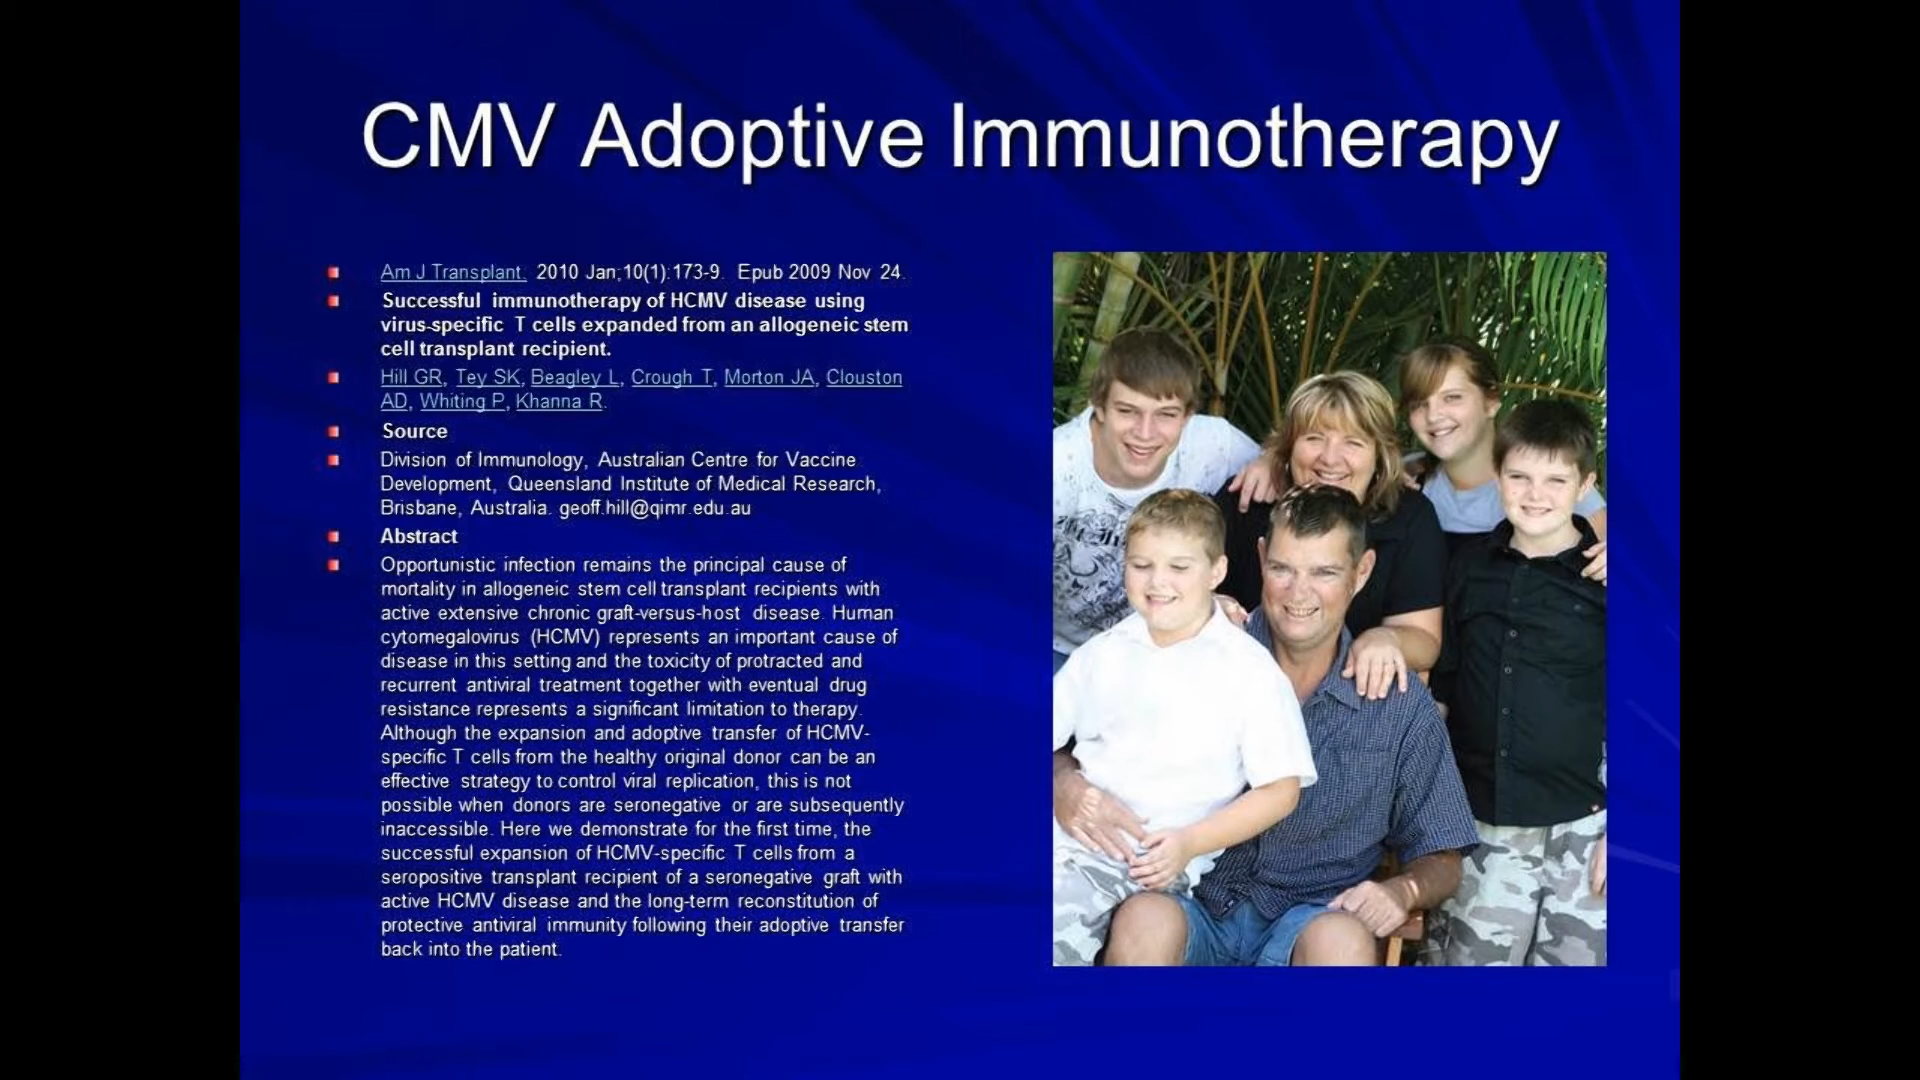 CMV Adoptive Immunotherapy
Am J Transplant. 2010 Jan;10(1):173-9. Epub 2009 Nov 24.
Successful immunotherapy of HCMV disease using
virus-specific T cells expanded from an allogeneic stem
cell transplant recipient.
Hill GR, Tey SK, Beagley L, Crough T, Morton JA, Clouston
AD, Whiting P, Khanna R.
Source
Division of Immunology, Australian Centre for Vaccine
Development, Queensland Institute of Medical Research,
Brisbane, Australia. geoff.hill@qimr.edu.au
Abstract
Opportunistic infection remains the principal cause of
mortality in allogeneic stem cell transplant recipients with
active extensive chronic graft-versus-host disease. Human
cytomegalovirus (HCMV) represents an important cause of
disease in this setting and the toxicity of protracted and
recurrent antiviral treatment together with eventual drug
resistance represents a significant limitation to therapy.
Although the expansion and adoptive transfer of HCMV-
specific T cells from the healthy original donor can be an
effective strategy to control viral replication, this is not
possible when donors are seronegative or are subsequently
inaccessible. Here we demonstrate for the first time, the
successful expansion of HCMV-specific T cells from a
seropositive transplant recipient of a seronegative graft with
active HCMV disease and the long-term reconstitution of
protective antiviral immunity following their adoptive transfer
back into the patient.